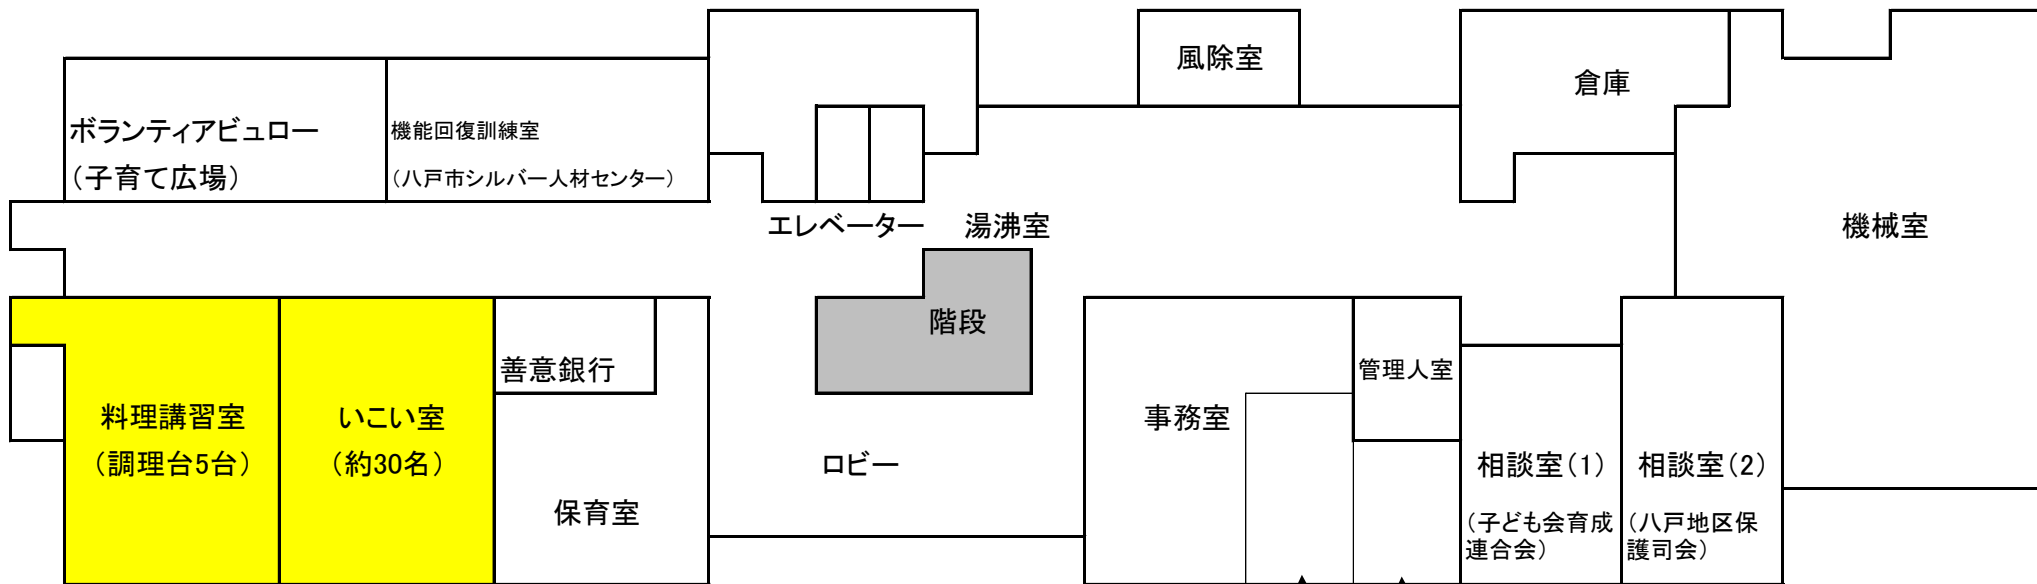 風除室
倉庫
ボランティアビュロー
（子育て広場）
機能回復訓練室
（八戸市シルバー人材センター）
エレベーター
湯沸室
機械室
階段
善意銀行
管理人室
料理講習室
（調理台5台）
いこい室
（約30名）
事務室
ロビー
相談室（1）
相談室（2）
保育室
（子ども会育成
連合会）
（八戸地区保
護司会）